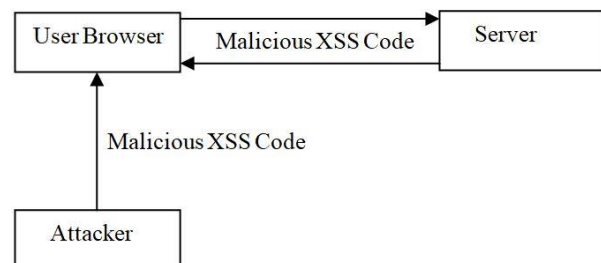 User Browser
Malicious XSS Code
Server
Malicious XSS Code
Attacker